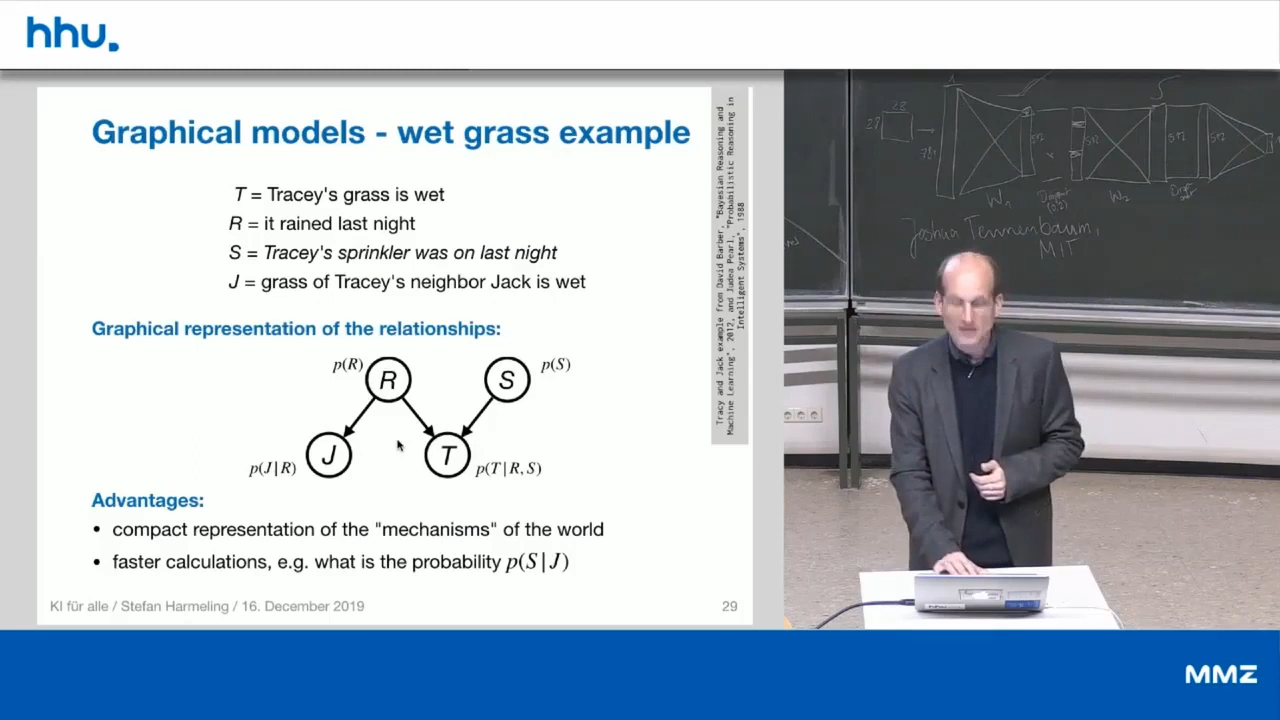 hhu.
Graphical models - wet grass example
T = Tracey's grass is wet
R = it rained last night
S = Tracey's sprinkler was on last night
J = grass of Tracey's neighbor Jack is wet
Graphical representation of the relationships:
p(R) R S p(S)
p(J|R) J T p(T|R, S)
Advantages:
• compact representation of the "mechanisms" of the world
• faster calculations, e.g. what is the probability p(S|J)
KI für alle / Stefan Harmeling / 16. December 2019 29
Tracy and Jack example from David Barber, "Bayesian Reasoning and
Machine Learning", 2012, and Judea Pearl, "Probabilistic Reasoning in
Intelligent Systems", 1988
28
W₁
W₂
Joshua Tennenbaum,
MIT
MMZ